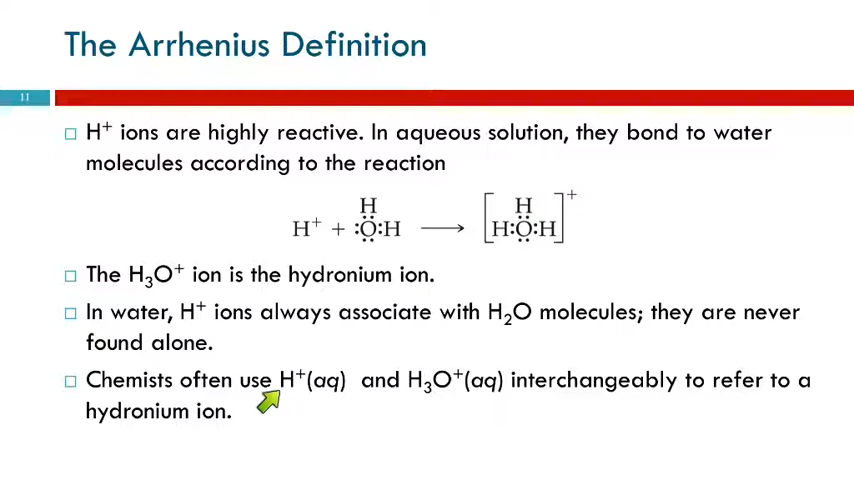 The Arrhenius Definition
11
H⁺ ions are highly reactive. In aqueous solution, they bond to water
molecules according to the reaction
H⁺ + :Ö:H ⟶ [H:Ö:H]⁺
H H
The H₃O⁺ ion is the hydronium ion.
In water, H⁺ ions always associate with H₂O molecules; they are never
found alone.
Chemists often use H⁺(aq) and H₃O⁺(aq) interchangeably to refer to a
hydronium ion.